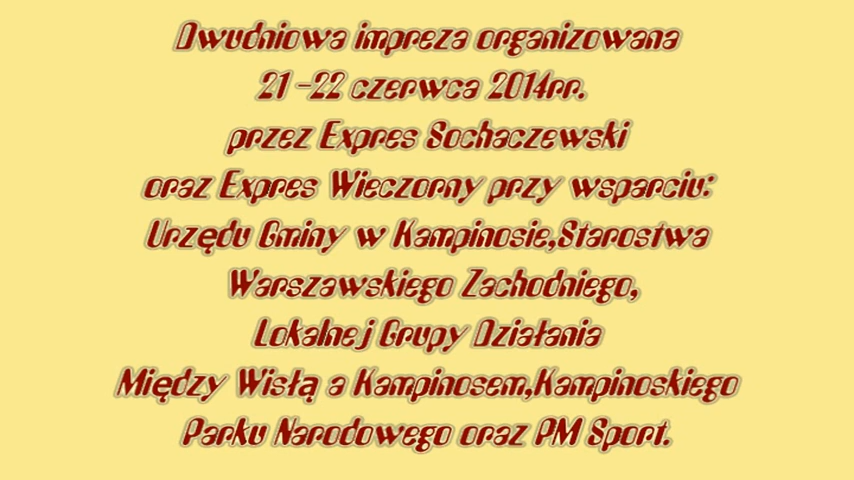 Dwudniowa impreza organizowana
21 -22 czerwca 2014rr.
przez Expres Sochaczewski
oraz Expres Wieczorny przy wsparciu:
Urzędu Gminy w Kampinosie,Starostwa
Warszawskiego Zachodniego,
Lokalnej Grupy Działania
Między Wisłą a Kampinosem,Kampinoskiego
Parku Narodowego oraz PM Sport.